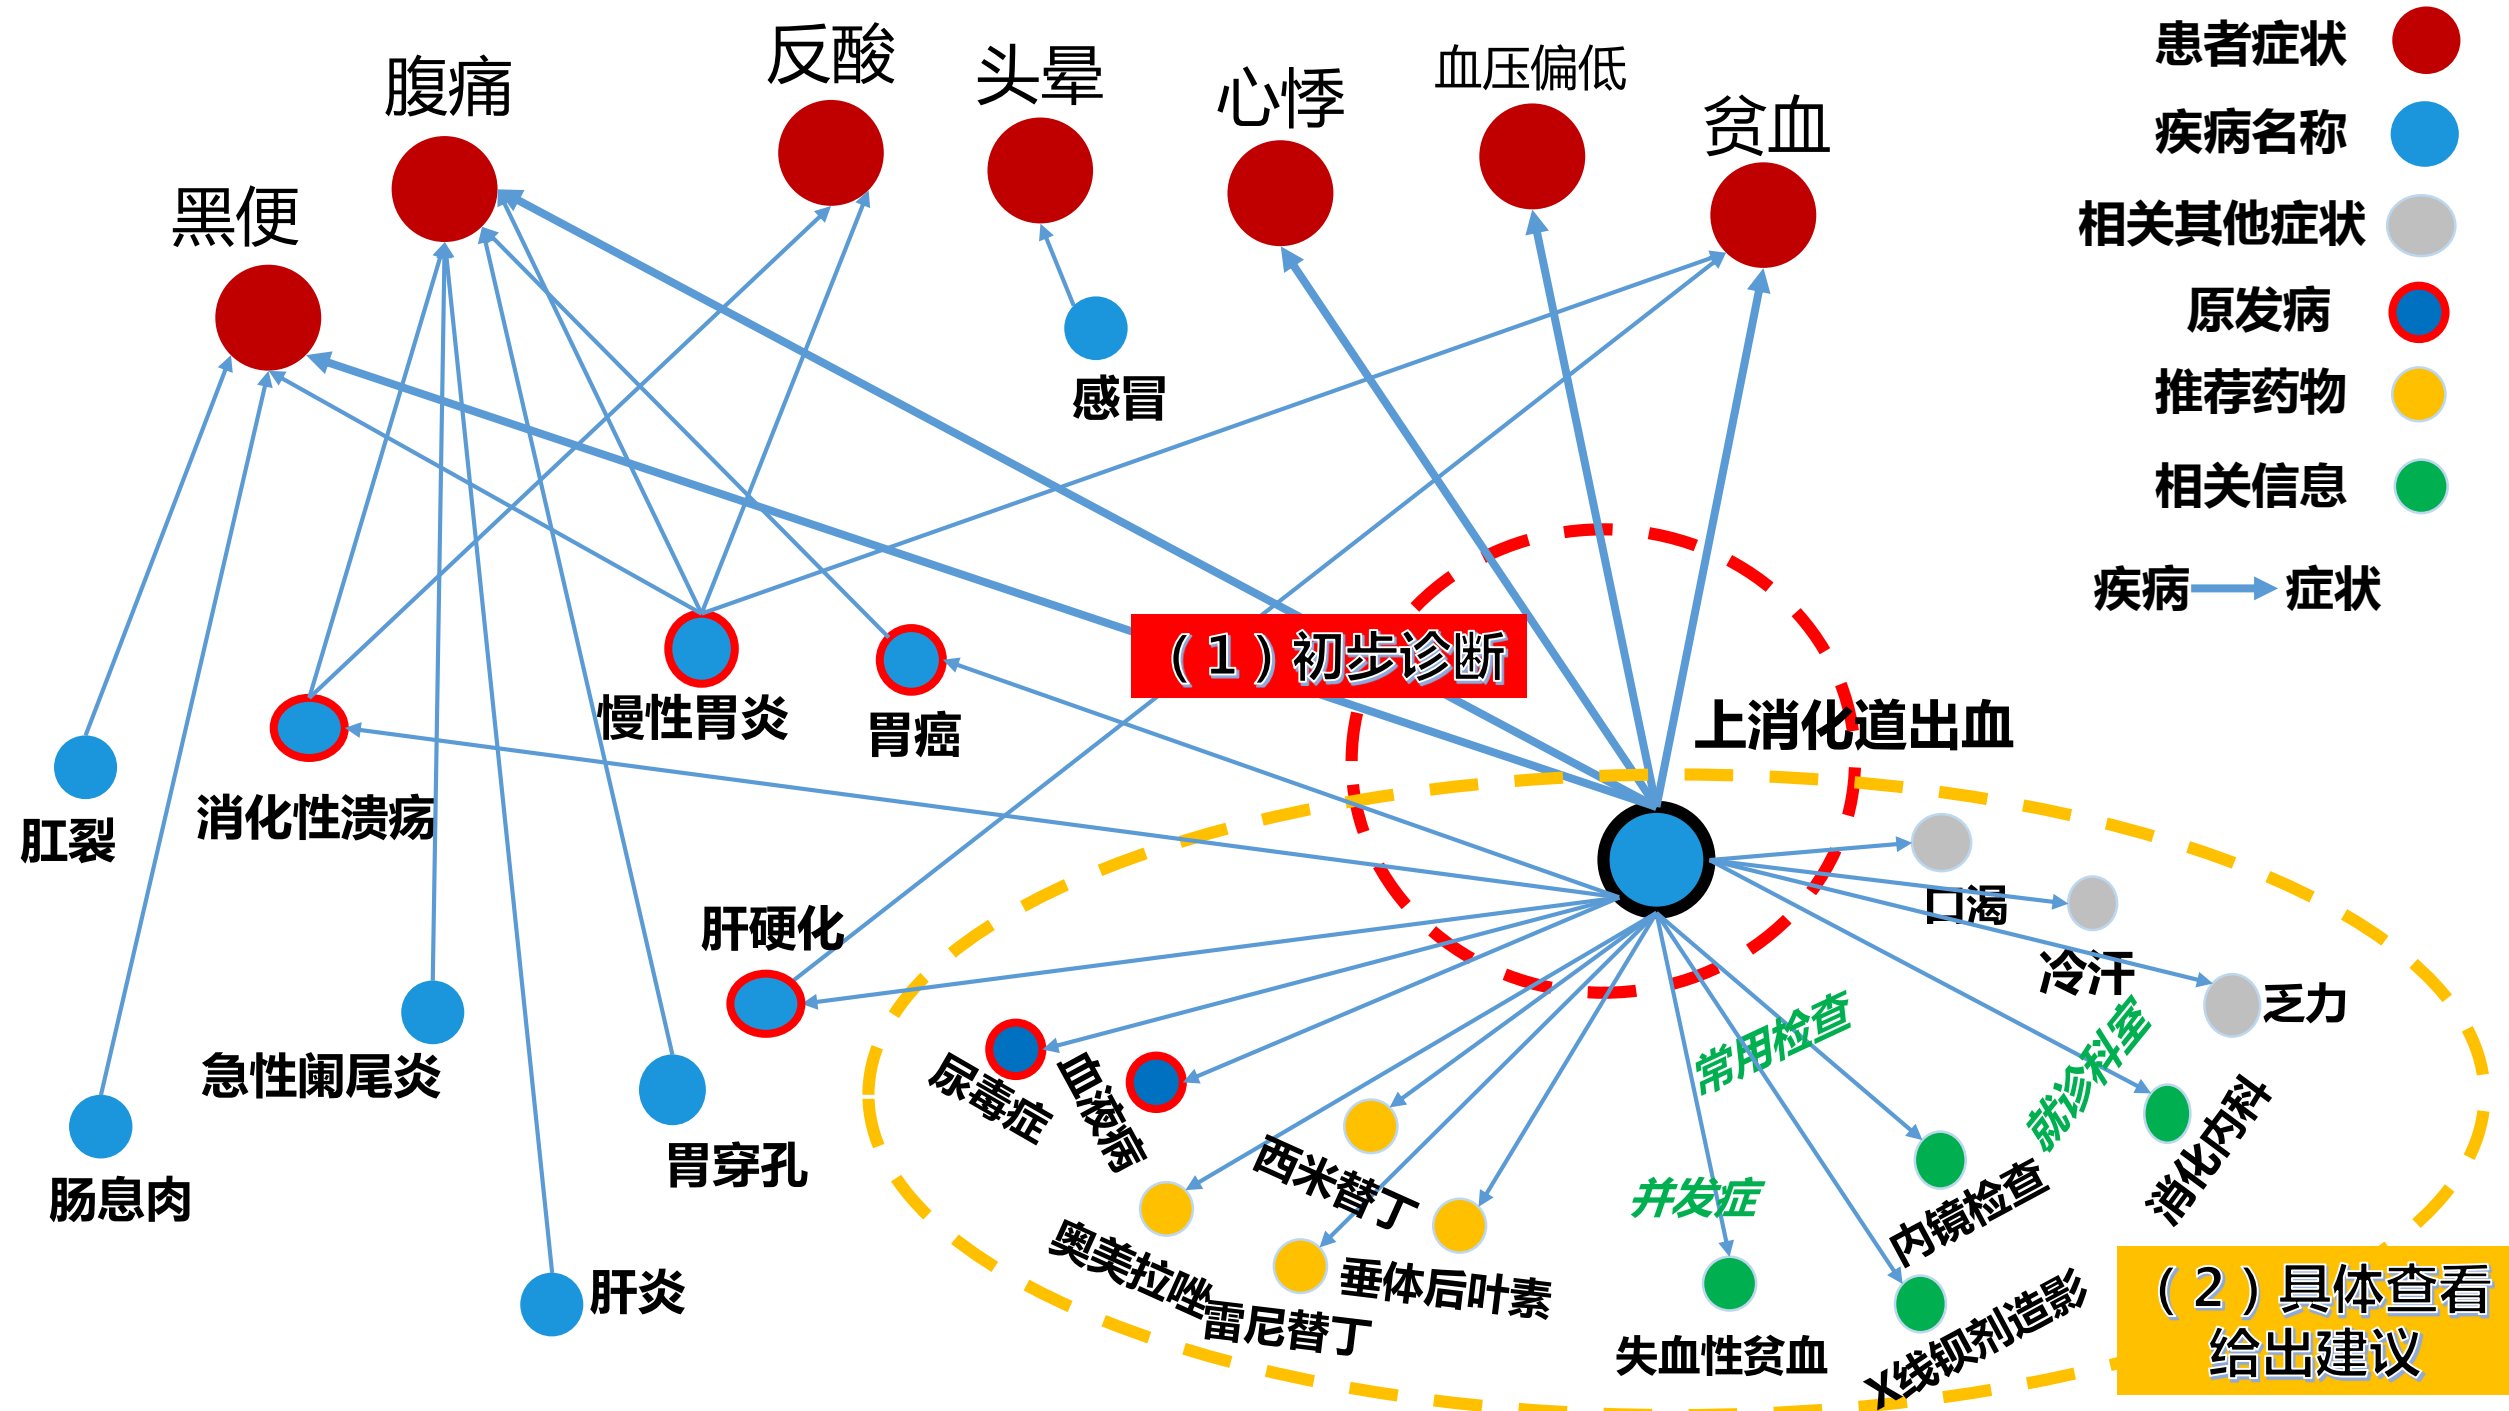 患者症状
疾病名称
相关其他症状
原发病
推荐药物
相关信息
疾病
症状
黑便
腹痛
反酸
头晕
心悸
血压偏低
贫血
感冒
（1）初步诊断
慢性胃炎
胃癌
上消化道出血
消化性溃疡
肛裂
肝硬化
口渴
冷汗
乏力
急性阑尾炎
尿毒症
血液病
常用检查
就诊科室
消化内科
胃穿孔
肠息肉
西米替丁
内镜检查
并发症
奥美拉唑
雷尼替丁
垂体后叶素
肝炎
失血性贫血
X线钡剂造影
（2）具体查看
给出建议